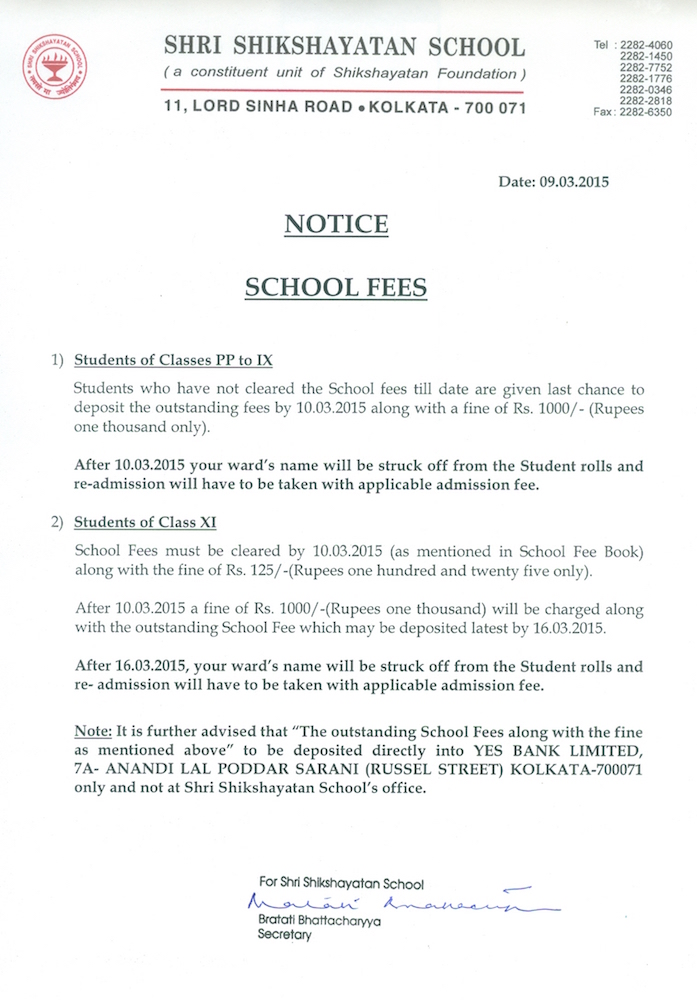 SHRI SHIKSHAYATAN SCHOOL
( a constituent unit of Shikshayatan Foundation )
11, LORD SINHA ROAD • KOLKATA - 700 071
Tel : 2282-4060
2282-1450
2282-7752
2282-1776
2282-0346
2282-2818
Fax : 2282-6350
SHRI SHIKSHAYATAN SCHOOL
Date: 09.03.2015
NOTICE
SCHOOL FEES
1) Students of Classes PP to IX
Students who have not cleared the School fees till date are given last chance to
deposit the outstanding fees by 10.03.2015 along with a fine of Rs. 1000/- (Rupees
one thousand only).
After 10.03.2015 your ward's name will be struck off from the Student rolls and
re-admission will have to be taken with applicable admission fee.
2) Students of Class XI
School Fees must be cleared by 10.03.2015 (as mentioned in School Fee Book)
along with the fine of Rs. 125/-(Rupees one hundred and twenty five only).
After 10.03.2015 a fine of Rs. 1000/-(Rupees one thousand) will be charged along
with the outstanding School Fee which may be deposited latest by 16.03.2015.
After 16.03.2015, your ward's name will be struck off from the Student rolls and
re- admission will have to be taken with applicable admission fee.
Note: It is further advised that “The outstanding School Fees along with the fine
as mentioned above” to be deposited directly into YES BANK LIMITED,
7A- ANANDI LAL PODDAR SARANI (RUSSEL STREET) KOLKATA-700071
only and not at Shri Shikshayatan School's office.
For Shri Shikshayatan School
Bratati Bhattacharyya
Secretary